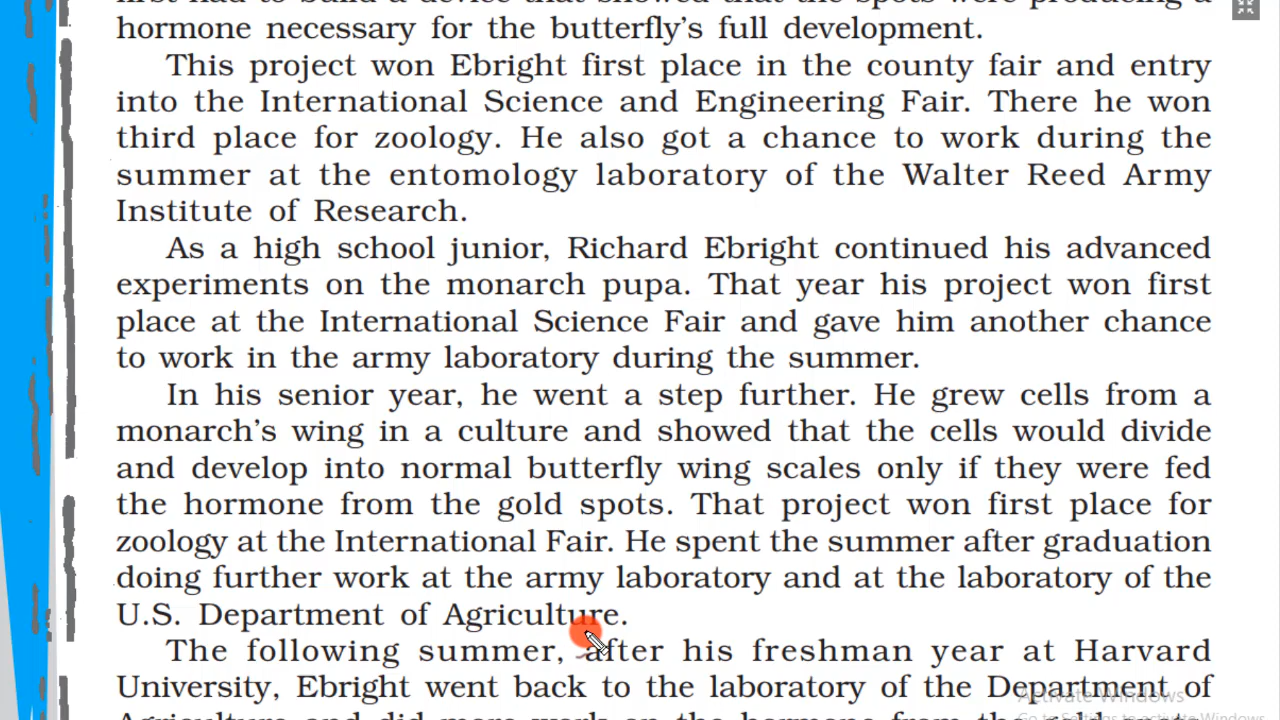 hormone necessary for the butterfly's full development.
This project won Ebright first place in the county fair and entry
into the International Science and Engineering Fair. There he won
third place for zoology. He also got a chance to work during the
summer at the entomology laboratory of the Walter Reed Army
Institute of Research.
As a high school junior, Richard Ebright continued his advanced
experiments on the monarch pupa. That year his project won first
place at the International Science Fair and gave him another chance
to work in the army laboratory during the summer.
In his senior year, he went a step further. He grew cells from a
monarch's wing in a culture and showed that the cells would divide
and develop into normal butterfly wing scales only if they were fed
the hormone from the gold spots. That project won first place for
zoology at the International Fair. He spent the summer after graduation
doing further work at the army laboratory and at the laboratory of the
U.S. Department of Agriculture.
The following summer, after his freshman year at Harvard
University, Ebright went back to the laboratory of the Department of
Activate Windows